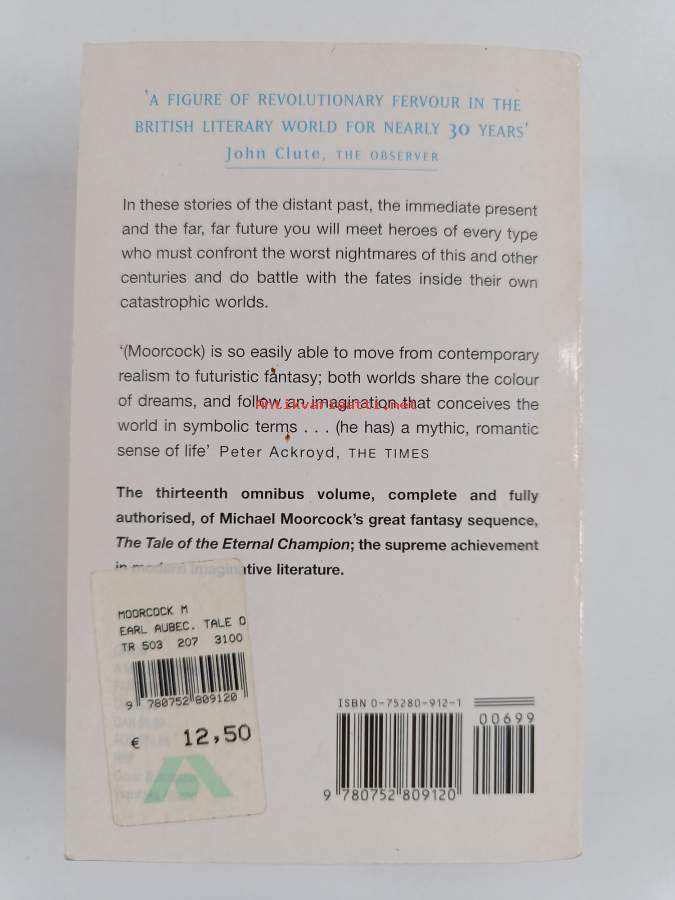 'A FIGURE OF REVOLUTIONARY FERVOUR IN THE
BRITISH LITERARY WORLD FOR NEARLY 30 YEARS'
John Clute, THE OBSERVER
In these stories of the distant past, the immediate present
and the far, far future you will meet heroes of every type
who must confront the worst nightmares of this and other
centuries and do battle with the fates inside their own
catastrophic worlds.
'(Moorcock) is so easily able to move from contemporary
realism to futuristic fantasy; both worlds share the colour
of dreams, and follow an imagination that conceives the
Antikvariaatti.net
world in symbolic terms . . . (he has) a mythic, romantic
sense of life' Peter Ackroyd, THE TIMES
The thirteenth omnibus volume, complete and fully
authorised, of Michael Moorcock's great fantasy sequence,
The Tale of the Eternal Champion; the supreme achievement
in modern imaginative literature.
MOORCOCK M
EARL AUBEC. TALE O
TR 503 207 3100
9 780752 809120
€ 12,50
ISBN 0-75280-912-1
00699
9 780752 809120